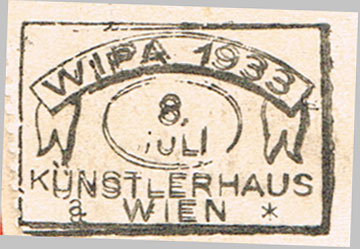 WIPA 1933
8.
JULI
KÜNSTLERHAUS
a WIEN *